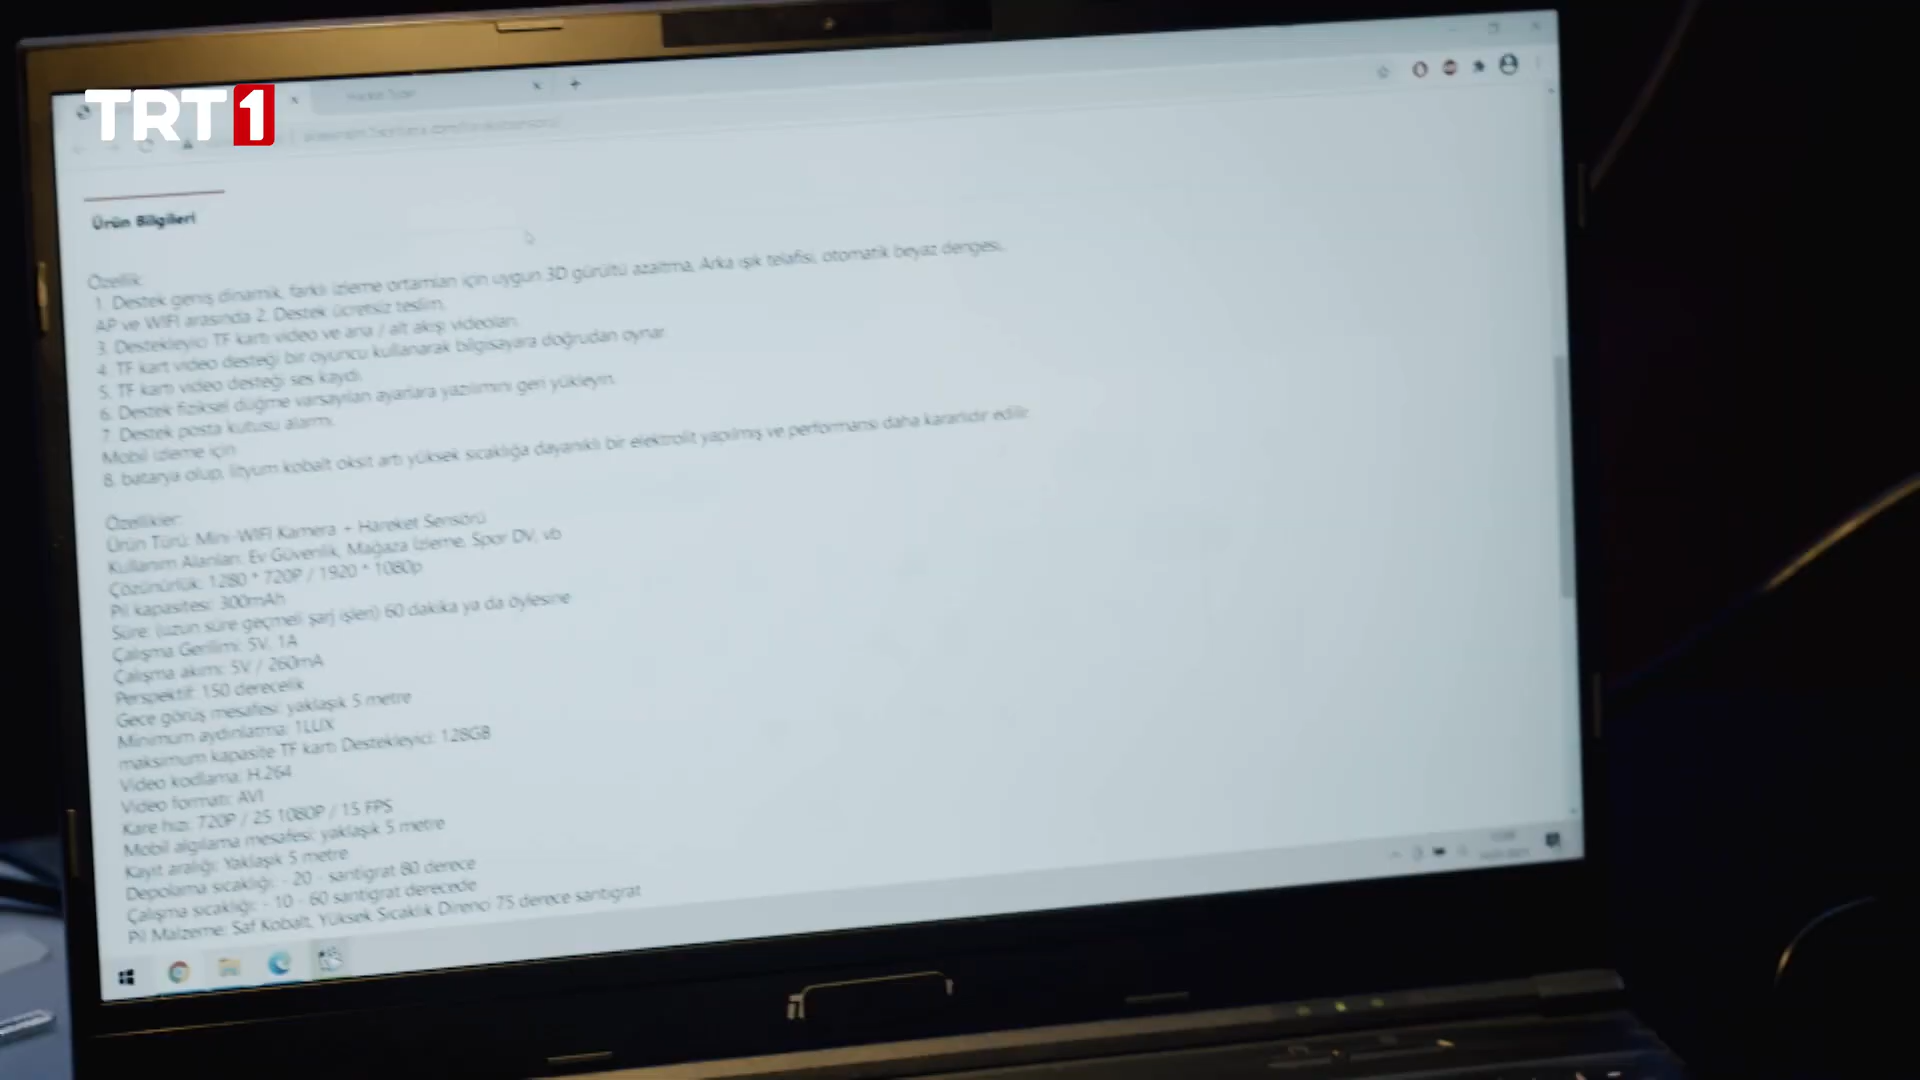 TRT 1
Ürün Bilgileri
Özellik:
1. Destek geniş dinamik, farklı izleme ortamları için uygun 3D gürültü azaltma, Arka ışık telafisi, otomatik beyaz dengesi,
AP ve WIFI arasında 2. Destek ücretsiz teslim.
3. Destekleyici TF kartı video ve ana / alt akışı videoları.
4. TF kart video desteği bir oyuncu kullanarak bilgisayara doğrudan oynar.
5. TF kartı video desteği ses kaydı.
6. Destek fiziksel düğme varsayılan ayarlara yazılımını geri yükleyin.
7. Destek posta kutusu alarmı.
Mobil izleme için
8. batarya olup, lityum kobalt oksit artı yüksek sıcaklığa dayanıklı bir elektrolit yapılmış ve performansı daha kararlıdır edilir.
Özellikler:
Ürün Türü: Mini-WIFI Kamera + Hareket Sensörü
Kullanım Alanları: Ev Güvenlik, Mağaza İzleme, Spor DV, vb
Çözünürlük: 1280 * 720P / 1920 * 1080p
Pil kapasitesi: 300mAh
Süre: (uzun süre geçmeli şarj işleri) 60 dakika ya da öylesine
Çalışma Gerilimi: 5V, 1A
Çalışma akımı: 5V / 260mA
Perspektif: 150 derecelik
Gece görüş mesafesi: yaklaşık 5 metre
Minimum aydınlatma: 1LUX
maksimum kapasite TF kartı Destekleyici: 128GB
Video kodlama: H.264
Video formatı: AVI
Kare hızı: 720P / 25 1080P / 15 FPS
Mobil algılama mesafesi: yaklaşık 5 metre
Kayıt aralığı: Yaklaşık 5 metre
Depolama sıcaklığı: - 20 - santigrat 80 derece
Çalışma sıcaklığı: - 10 - 60 santigrat derecede
Pil Malzeme: Saf Kobalt, Yüksek Sıcaklık Direnci 75 derece santigrat